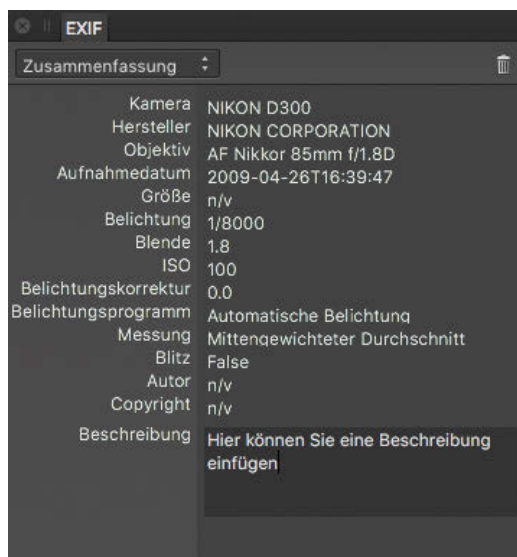 EXIF
Zusammenfassung
Kamera NIKON D300
Hersteller NIKON CORPORATION
Objektiv AF Nikkor 85mm f/1.8D
Aufnahmedatum 2009-04-26T16:39:47
Größe n/v
Belichtung 1/8000
Blende 1.8
ISO 100
Belichtungskorrektur 0.0
Belichtungsprogramm Automatische Belichtung
Messung Mittengewichteter Durchschnitt
Blitz False
Autor n/v
Copyright n/v
Beschreibung Hier können Sie eine Beschreibung
einfügen